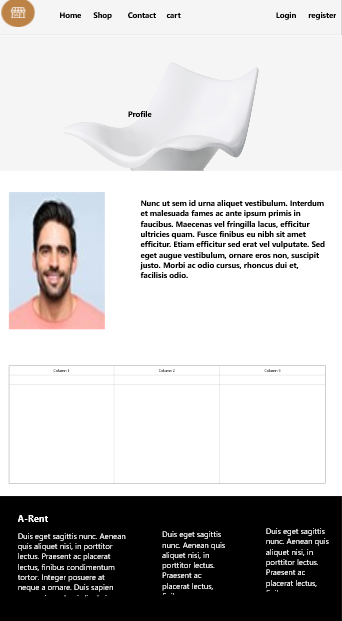 Home Shop Contact cart Login register
Profile
Nunc ut sem id urna aliquet vestibulum. Interdum
et malesuada fames ac ante ipsum primis in
faucibus. Maecenas vel fringilla lacus, efficitur
ultricies quam. Fusce finibus eu nibh sit amet
efficitur. Etiam efficitur sed erat vel vulputate. Sed
eget augue vestibulum, ornare eros non, suscipit
justo. Morbi ac odio cursus, rhoncus dui et,
facilisis odio.
Column 1 Column 2 Column 3
A-Rent
Duis eget sagittis nunc. Aenean
quis aliquet nisi, in porttitor
lectus. Praesent ac placerat
lectus, finibus condimentum
tortor. Integer posuere at
neque a ornare. Duis sapien
Duis eget sagittis
nunc. Aenean quis
aliquet nisi, in
porttitor lectus.
Praesent ac
placerat lectus,
Duis eget sagittis
nunc. Aenean quis
aliquet nisi, in
porttitor lectus.
Praesent ac
placerat lectus,